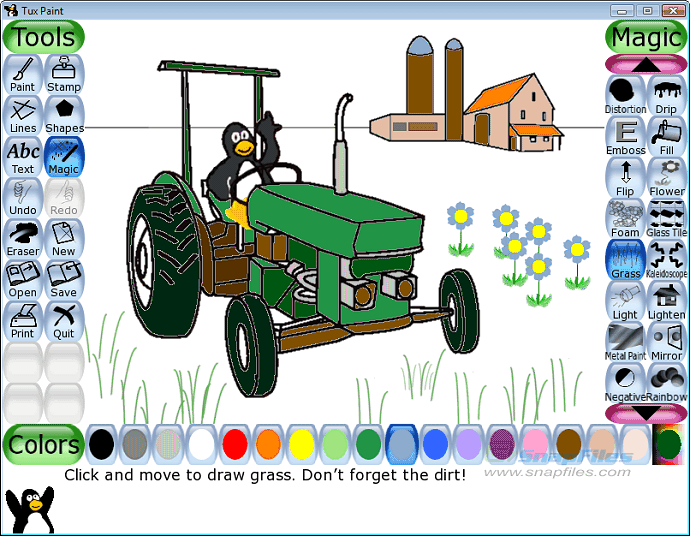 Tux Paint
Tools
Magic
Paint
Stamp
Lines
Shapes
Abc
Text
Magic
Undo
Redo
Eraser
New
Open
Save
Print
Quit
Distortion
Drip
E
Emboss
Fill
Flip
Flower
Foam
Glass Tile
Grass
Kaleidoscope
Light
Lighten
Metal Paint
Mirror
Negative
Rainbow
Colors
Click and move to draw grass. Don't forget the dirt!
SnapFiles
www.snapfiles.com